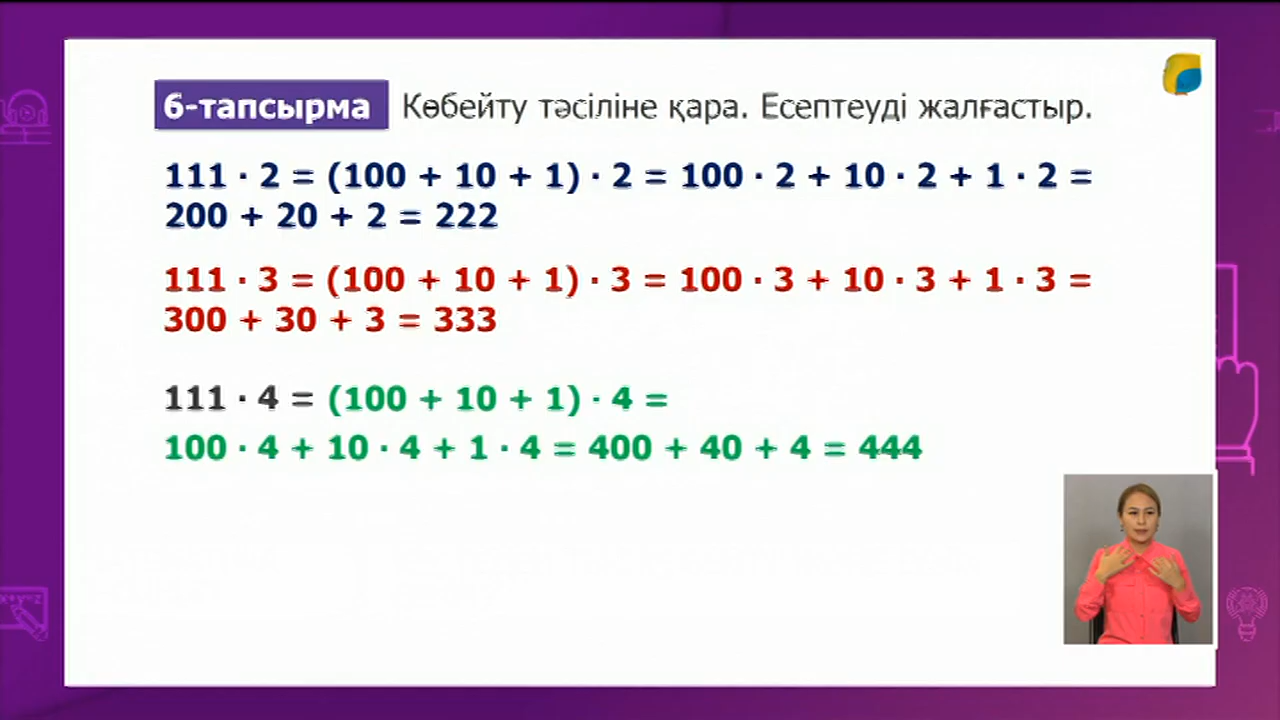 6-тапсырма Көбейту тәсіліне қара. Есептеуді жалғастыр.
111 · 2 = (100 + 10 + 1) · 2 = 100 · 2 + 10 · 2 + 1 · 2 =
200 + 20 + 2 = 222
111 · 3 = (100 + 10 + 1) · 3 = 100 · 3 + 10 · 3 + 1 · 3 =
300 + 30 + 3 = 333
111 · 4 = (100 + 10 + 1) · 4 =
100 · 4 + 10 · 4 + 1 · 4 = 400 + 40 + 4 = 444